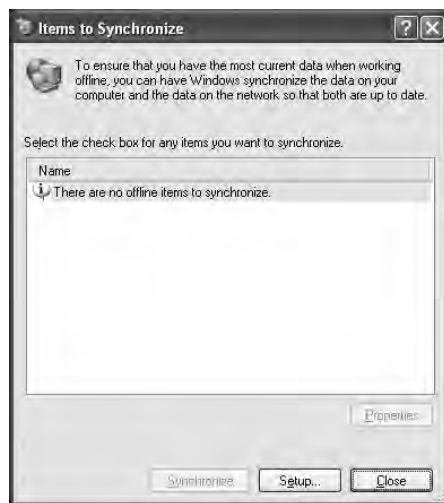 Items to Synchronize
To ensure that you have the most current data when working
offline, you can have Windows synchronize the data on your
computer and the data on the network so that both are up to date.
Select the check box for any items you want to synchronize.
Name
There are no offline items to synchronize.
Properties
Synchronize Setup... Close